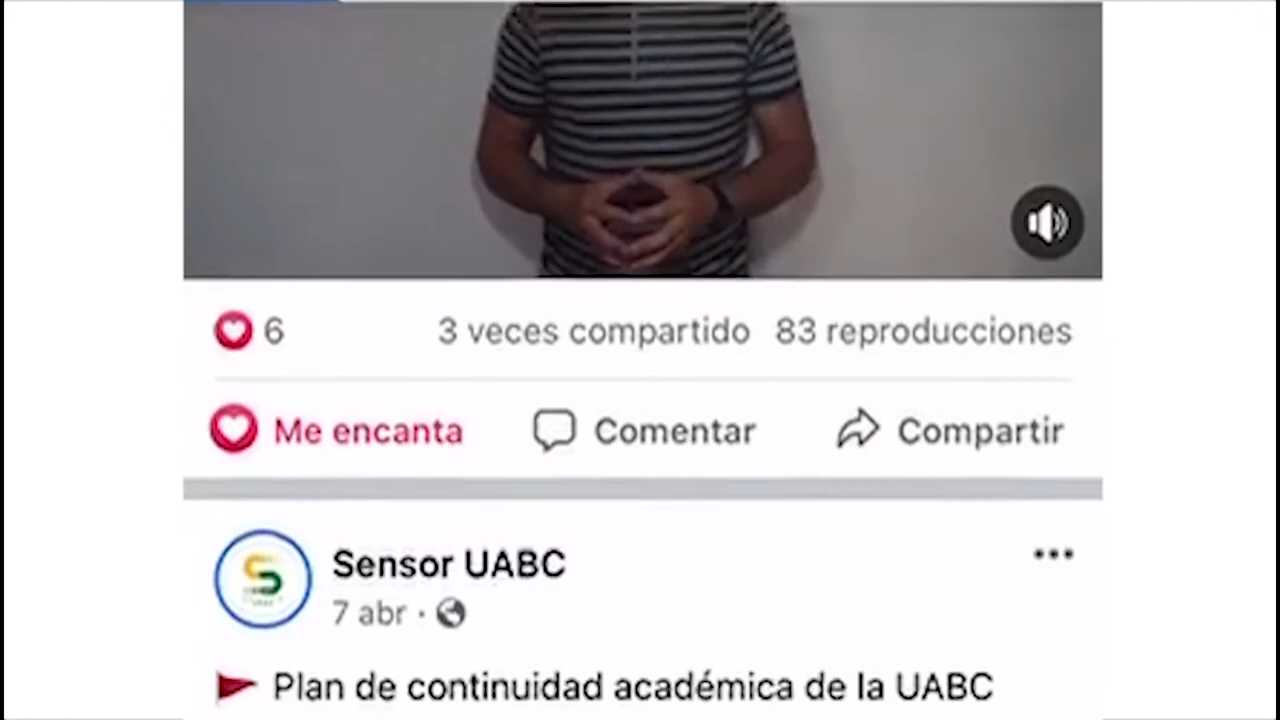 6 3 veces compartido 83 reproducciones
Me encanta Comentar Compartir
Sensor UABC
7 abr ·
Plan de continuidad académica de la UABC